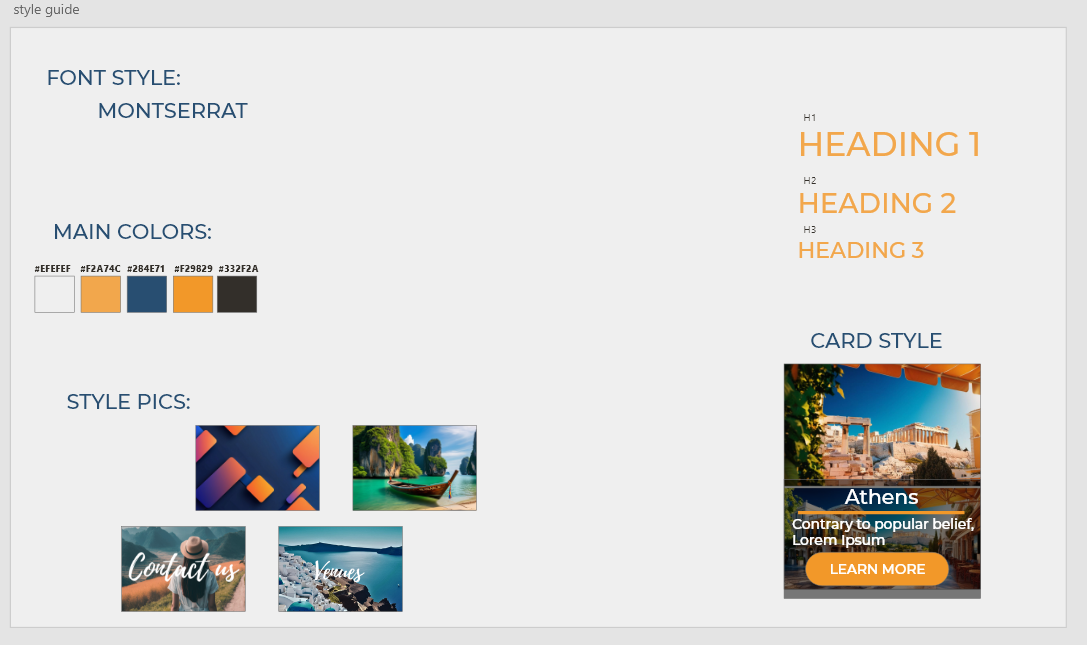 style guide
FONT STYLE:
MONTSERRAT
MAIN COLORS:
#EFEFEF #F2A74C #284E71 #F29829 #332F2A
STYLE PICS:
Contact us
Venues
H1
HEADING 1
H2
HEADING 2
H3
HEADING 3
CARD STYLE
Athens
Contrary to popular belief,
Lorem Ipsum
LEARN MORE